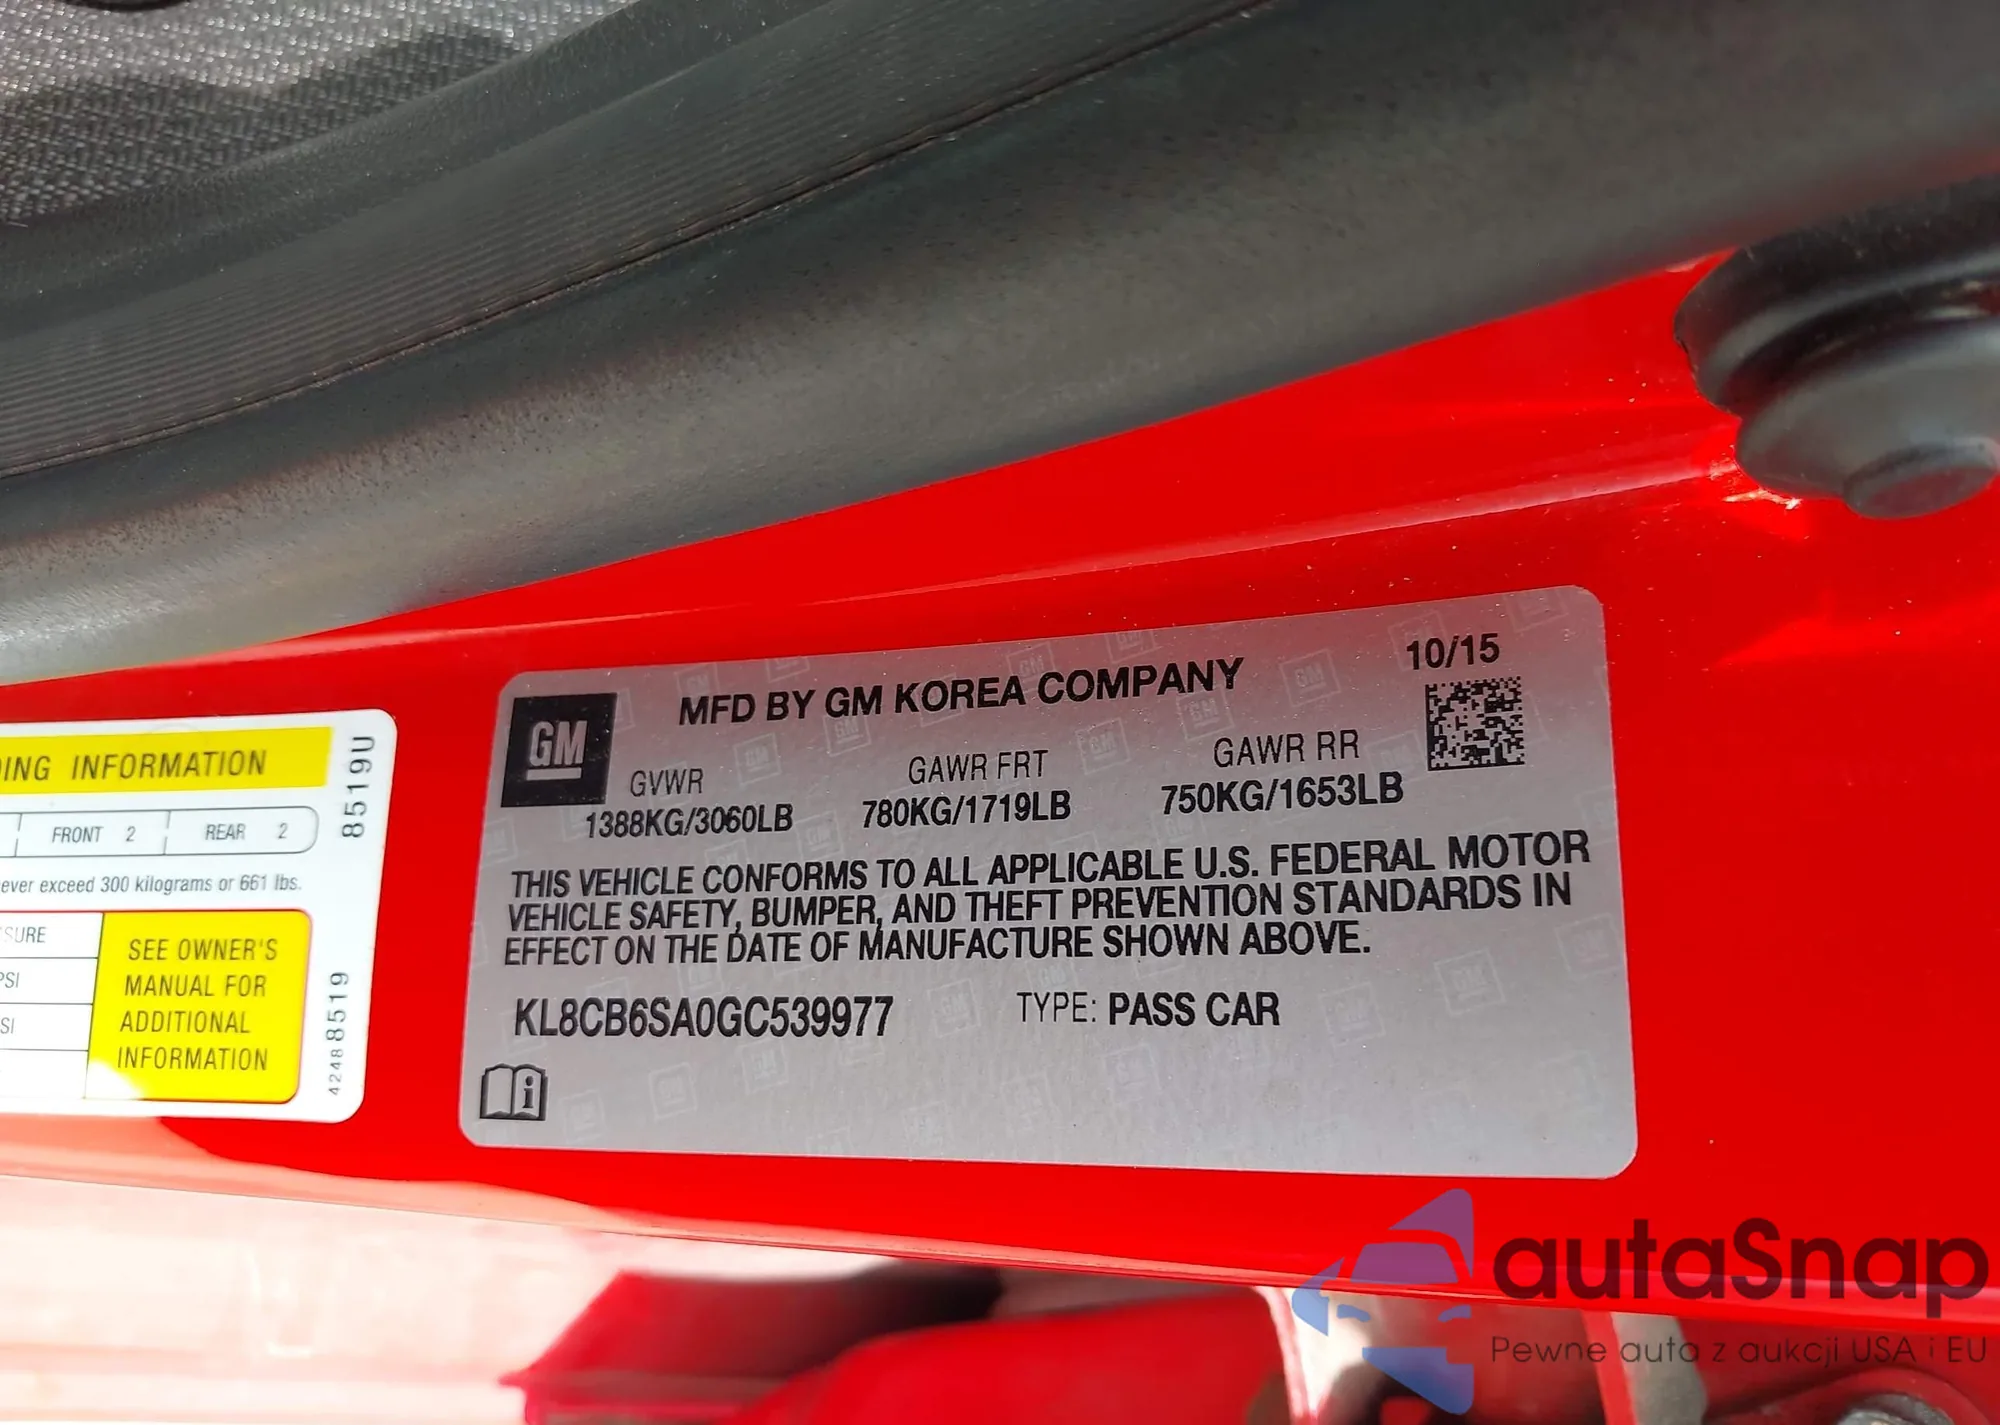 ING INFORMATION
FRONT 2 REAR 2
ever exceed 300 kilograms or 661 lbs.
SURE
PSI
SI
SEE OWNER'S
MANUAL FOR
ADDITIONAL
INFORMATION
8519U
42488519
GM
MFD BY GM KOREA COMPANY
10/15
GVWR GAWR FRT GAWR RR
1388KG/3060LB 780KG/1719LB 750KG/1653LB
THIS VEHICLE CONFORMS TO ALL APPLICABLE U.S. FEDERAL MOTOR
VEHICLE SAFETY, BUMPER, AND THEFT PREVENTION STANDARDS IN
EFFECT ON THE DATE OF MANUFACTURE SHOWN ABOVE.
KL8CB6SA0GC539977 TYPE: PASS CAR
i
autaSnap
Pewne auta z aukcji USA i EU